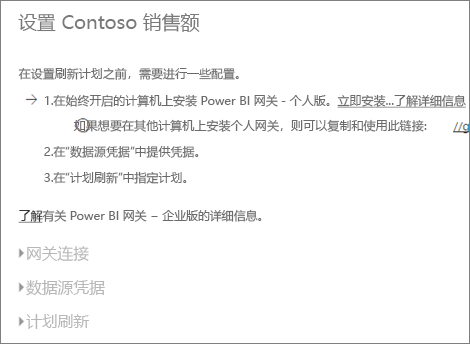 设置 Contoso 销售额
在设置刷新计划之前，需要进行一些配置。
1.在始终开启的计算机上安装 Power BI 网关 - 个人版。立即安装...了解详细信息
如果想要在其他计算机上安装个人网关，则可以复制和使用此链接： //g
2.在"数据源凭据"中提供凭据。
3.在"计划刷新"中指定计划。
了解有关 Power BI 网关 – 企业版的详细信息。
网关连接
数据源凭据
计划刷新